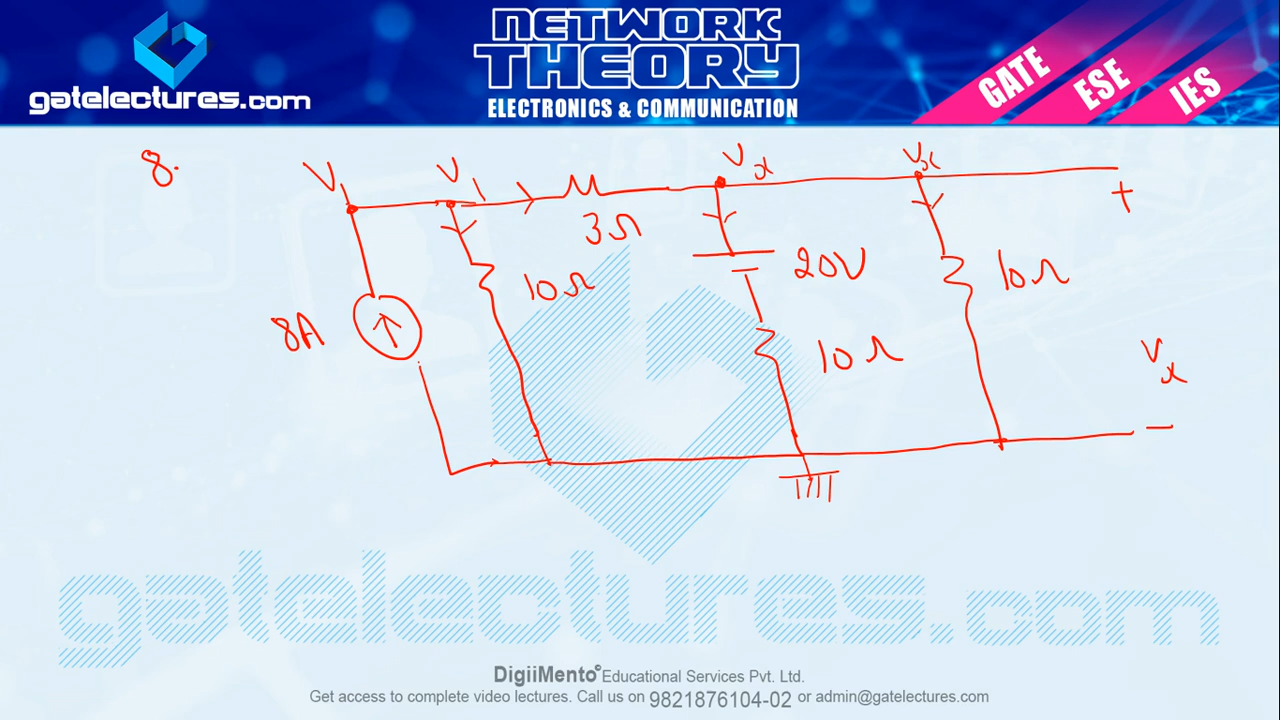 NETWORK
THEORY
ELECTRONICS & COMMUNICATION
gatelectures.com
GATE
ESE
IES
8.
V1
V1
Vx
Vx
+
3Ω
10Ω
20V
10Ω
8A
10Ω
Vx
−
gatelectures.com
DigiiMento© Educational Services Pvt. Ltd.
Get access to complete video lectures. Call us on 9821876104-02 or admin@gatelectures.com